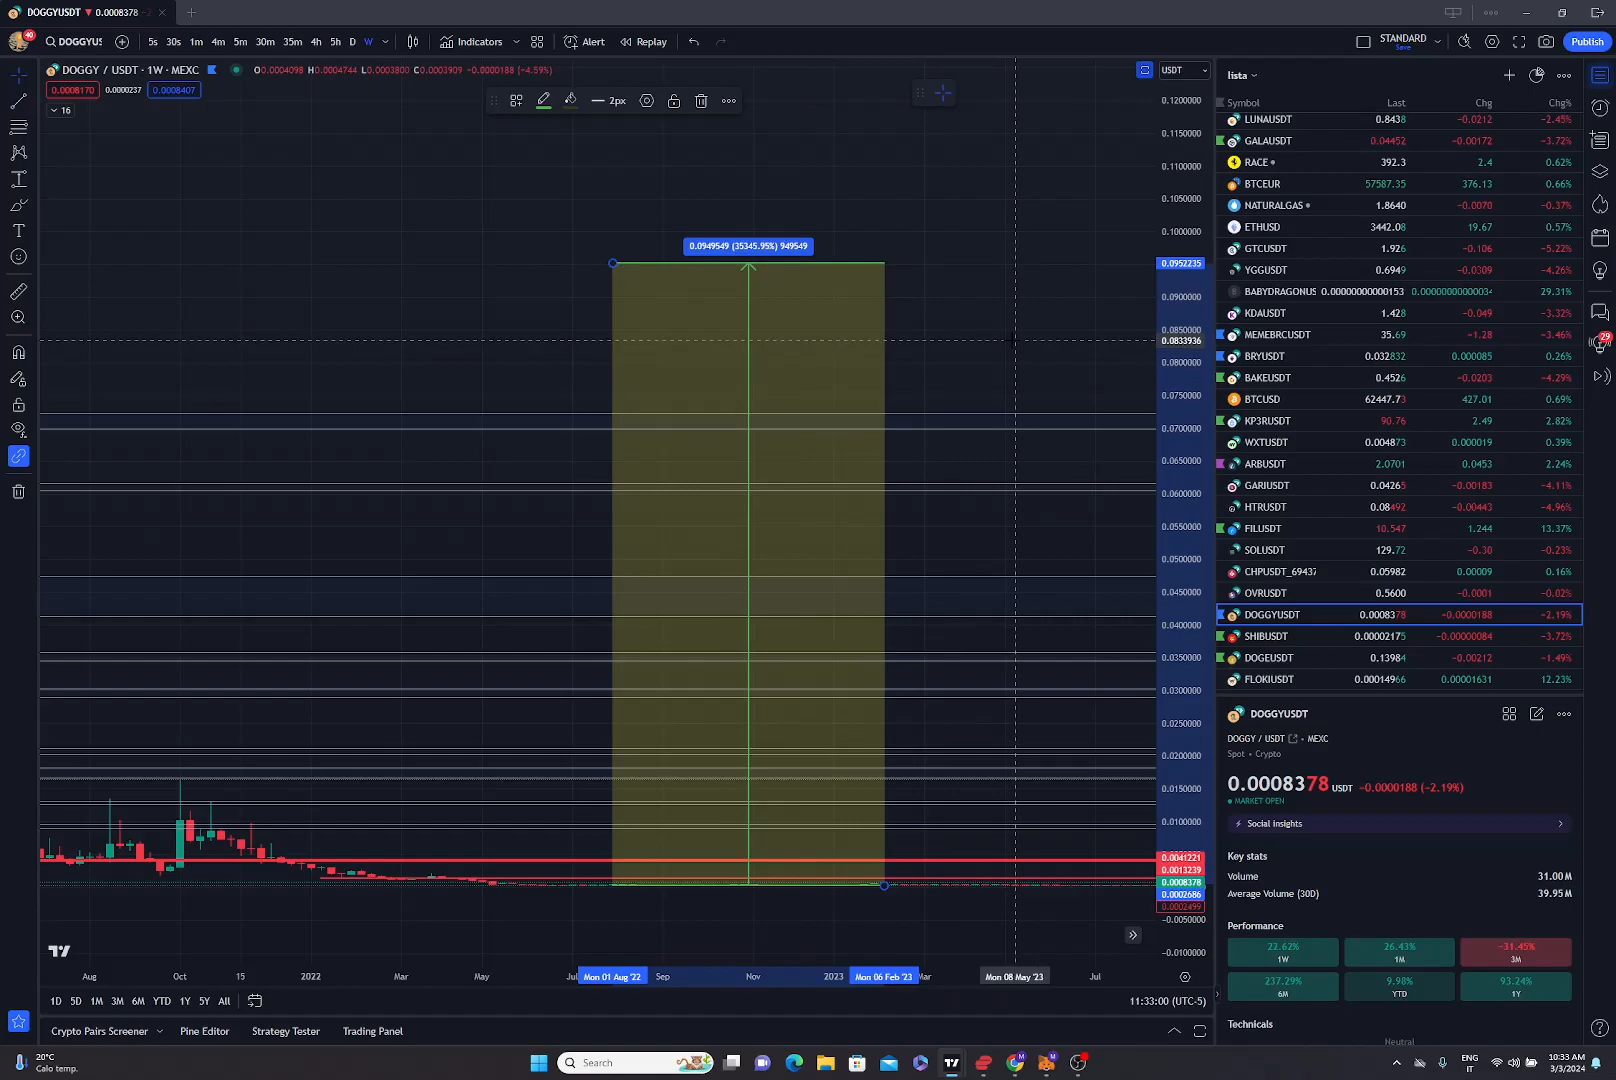 DOGGYUSDT ▼ 0.0008378 −2
40
DOGGYUS 5s 30s 1m 4m 5m 30m 35m 4h 5h D W Indicators Alert Replay STANDARD Save Publish
DOGGY / USDT · 1W · MEXC O0.0004098 H0.0004744 L0.0003800 C0.0003909 −0.0000188 (−4.59%)
0.0008170 0.0000237 0.0008407
16
2px
USDT
0.1200000
0.1150000
0.1100000
0.1050000
0.1000000
0.0949549 (35345.95%) 949549
0.0952235
0.0900000
0.0850000
0.0833936
0.0800000
0.0750000
0.0700000
0.0650000
0.0600000
0.0550000
0.0500000
0.0450000
0.0400000
0.0350000
0.0300000
0.0250000
0.0200000
0.0150000
0.0100000
0.0041221
0.0013239
0.0008378
0.0002686
0.0002499
−0.0050000
−0.0100000
Aug Oct 15 2022 Mar May Jul Mon 01 Aug '22 Sep Nov 2023 Mon 06 Feb '23 Mar Mon 08 May '23 Jul
1D 5D 1M 3M 6M YTD 1Y 5Y All 11:33:00 (UTC-5)
Crypto Pairs Screener Pine Editor Strategy Tester Trading Panel
lista
Symbol Last Chg Chg%
LUNAUSDT 0.8438 −0.0212 −2.45%
GALAUSDT 0.04452 −0.00172 −3.72%
RACE 392.3 2.4 0.62%
BTCEUR 57587.35 376.13 0.66%
NATURALGAS 1.8640 −0.0070 −0.37%
ETHUSD 3442.08 19.67 0.57%
GTCUSDT 1.926 −0.106 −5.22%
YGGUSDT 0.6949 −0.0309 −4.26%
BABYDRAGONUS 0.00000000000153 0.00000000000034 29.31%
KDAUSDT 1.428 −0.049 −3.32%
MEMEBRCUSDT 35.69 −1.28 −3.46%
BRYUSDT 0.032832 0.000085 0.26%
BAKEUSDT 0.4526 −0.0203 −4.29%
BTCUSD 62447.73 427.01 0.69%
KP3RUSDT 90.76 2.49 2.82%
WXTUSDT 0.004873 0.000019 0.39%
ARBUSDT 2.0701 0.0453 2.24%
GARIUSDT 0.04265 −0.00183 −4.11%
HTRUSDT 0.08492 −0.00443 −4.96%
FILUSDT 10.547 1.244 13.37%
SOLUSDT 129.72 −0.30 −0.23%
CHPUSDT_69437 0.05982 0.00009 0.16%
OVRUSDT 0.5600 −0.0001 −0.02%
DOGGYUSDT 0.0008378 −0.0000188 −2.19%
SHIBUSDT 0.00002175 −0.00000084 −3.72%
DOGEUSDT 0.13984 −0.00212 −1.49%
FLOKIUSDT 0.00014966 0.00001631 12.23%
29
DOGGYUSDT
DOGGY / USDT · MEXC
Spot · Crypto
0.0008378 USDT −0.0000188 (−2.19%)
MARKET OPEN
Social insights
Key stats
Volume 31.00M
Average Volume (30D) 39.95M
Performance
22.62% 26.43% −31.45%
1W 1M 3M
237.29% 9.98% 93.24%
6M YTD 1Y
Technicals
Neutral
20°C
Calo temp.
Search
ENG
IT
10:33 AM
3/3/2024